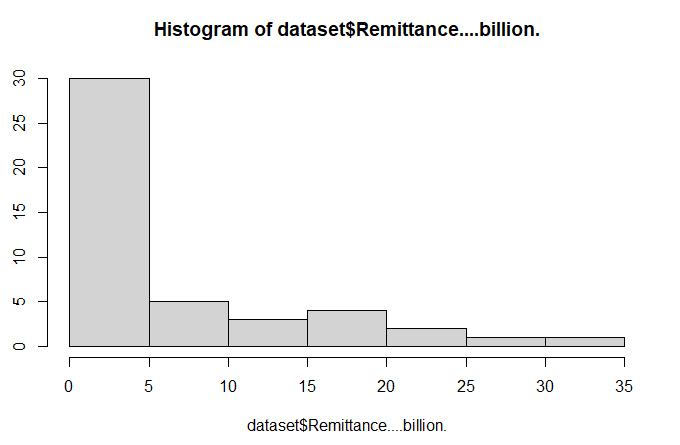 Histogram of dataset$Remittance....billion.
30
25
20
15
10
5
0
0 5 10 15 20 25 30 35
dataset$Remittance....billion.